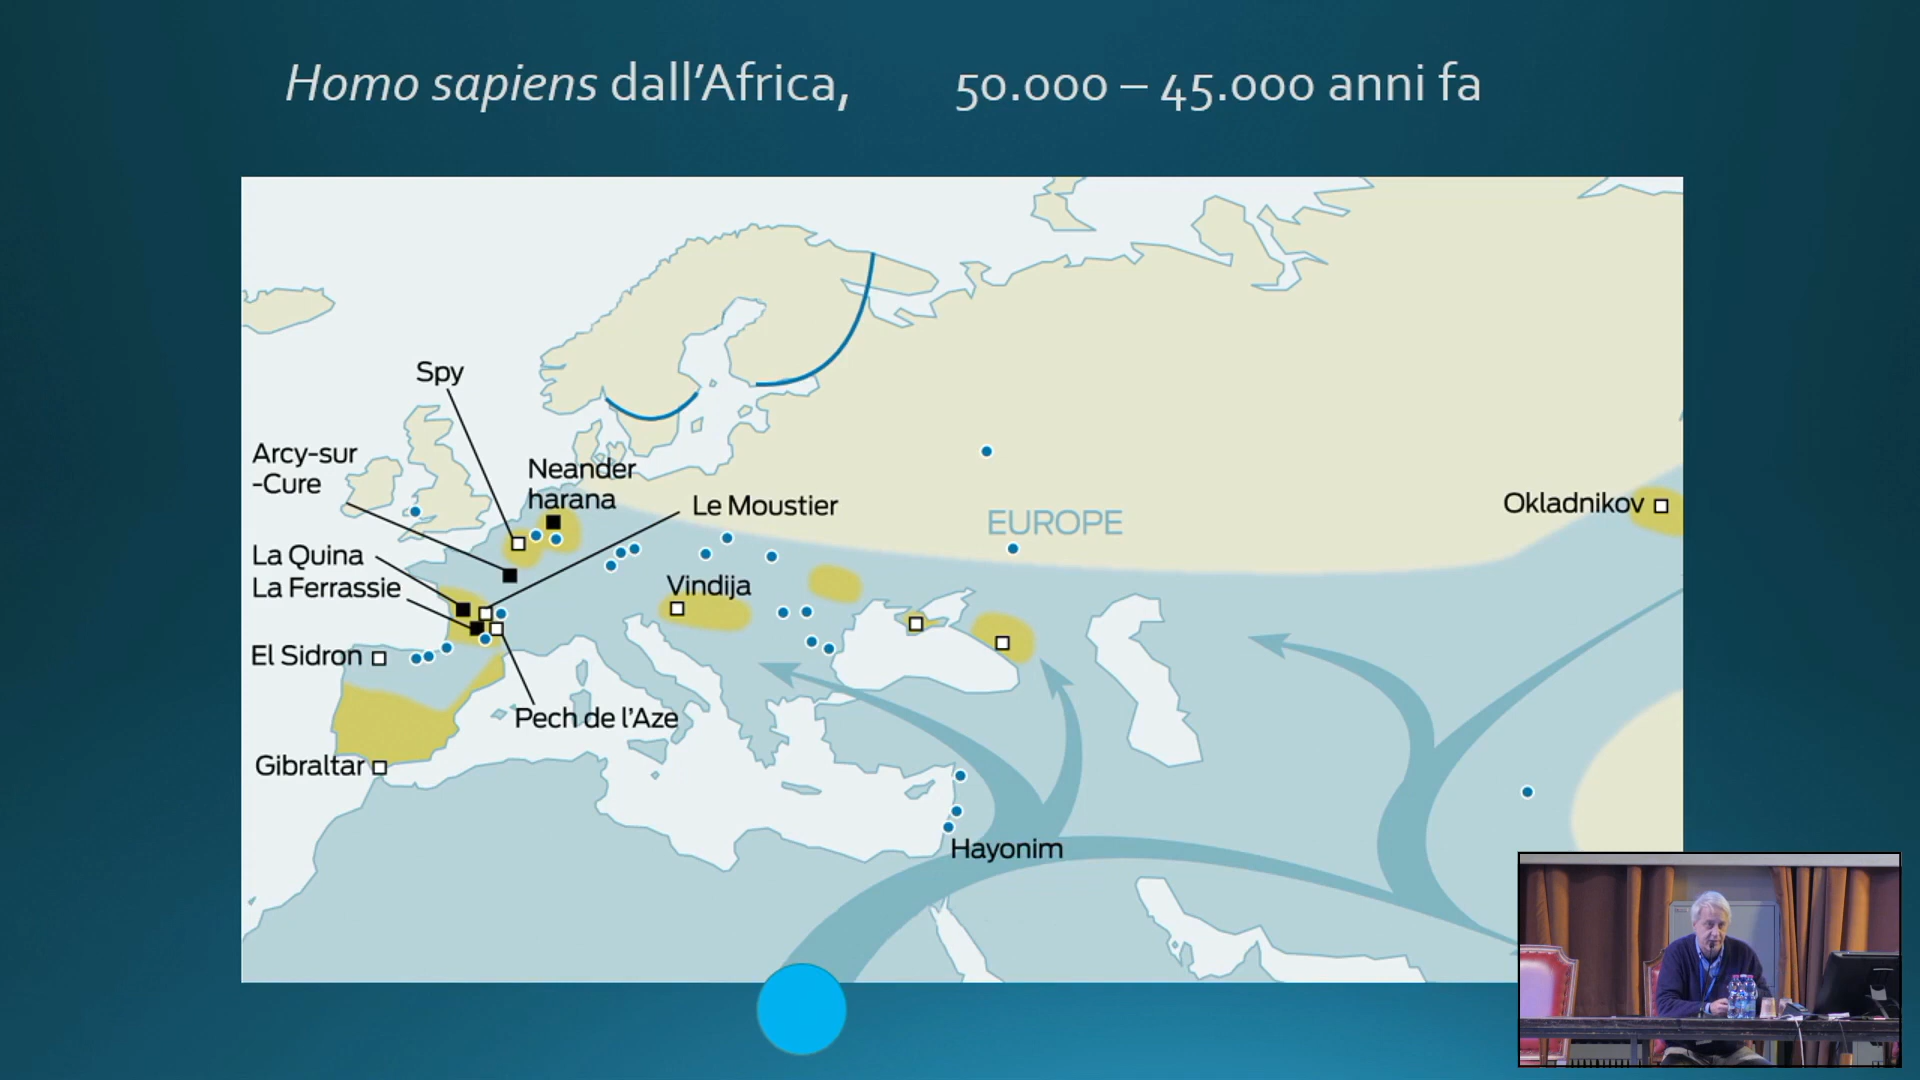 Homo sapiens dall'Africa, 50.000 – 45.000 anni fa
Spy
Arcy-sur
-Cure
Neander
harana
Le Moustier
Okladnikov
EUROPE
La Quina
La Ferrassie
Vindija
El Sidron
Pech de l'Aze
Gibraltar
Hayonim